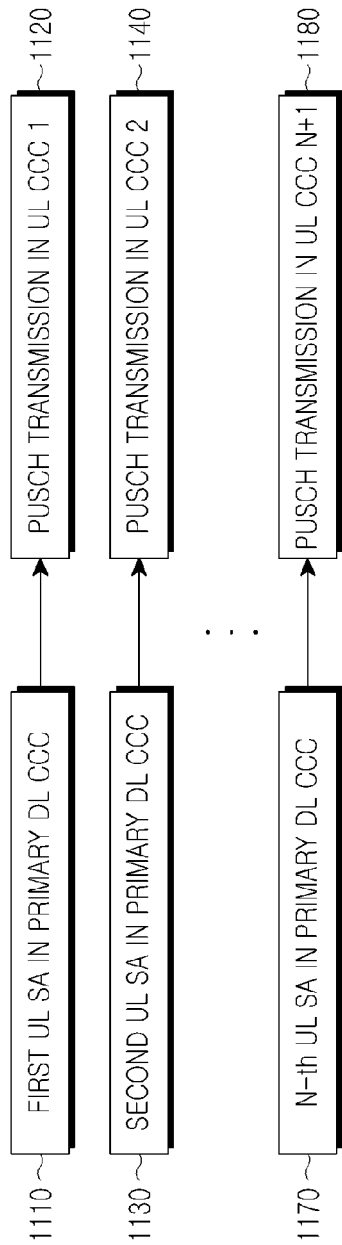 1110
FIRST UL SA IN PRIMARY DL CCC
PUSCH TRANSMISSION IN UL CCC 1
1120
1130
SECOND UL SA IN PRIMARY DL CCC
PUSCH TRANSMISSION IN UL CCC 2
1140
. . .
1170
N-th UL SA IN PRIMARY DL CCC
PUSCH TRANSMISSION IN UL CCC N+1
1180